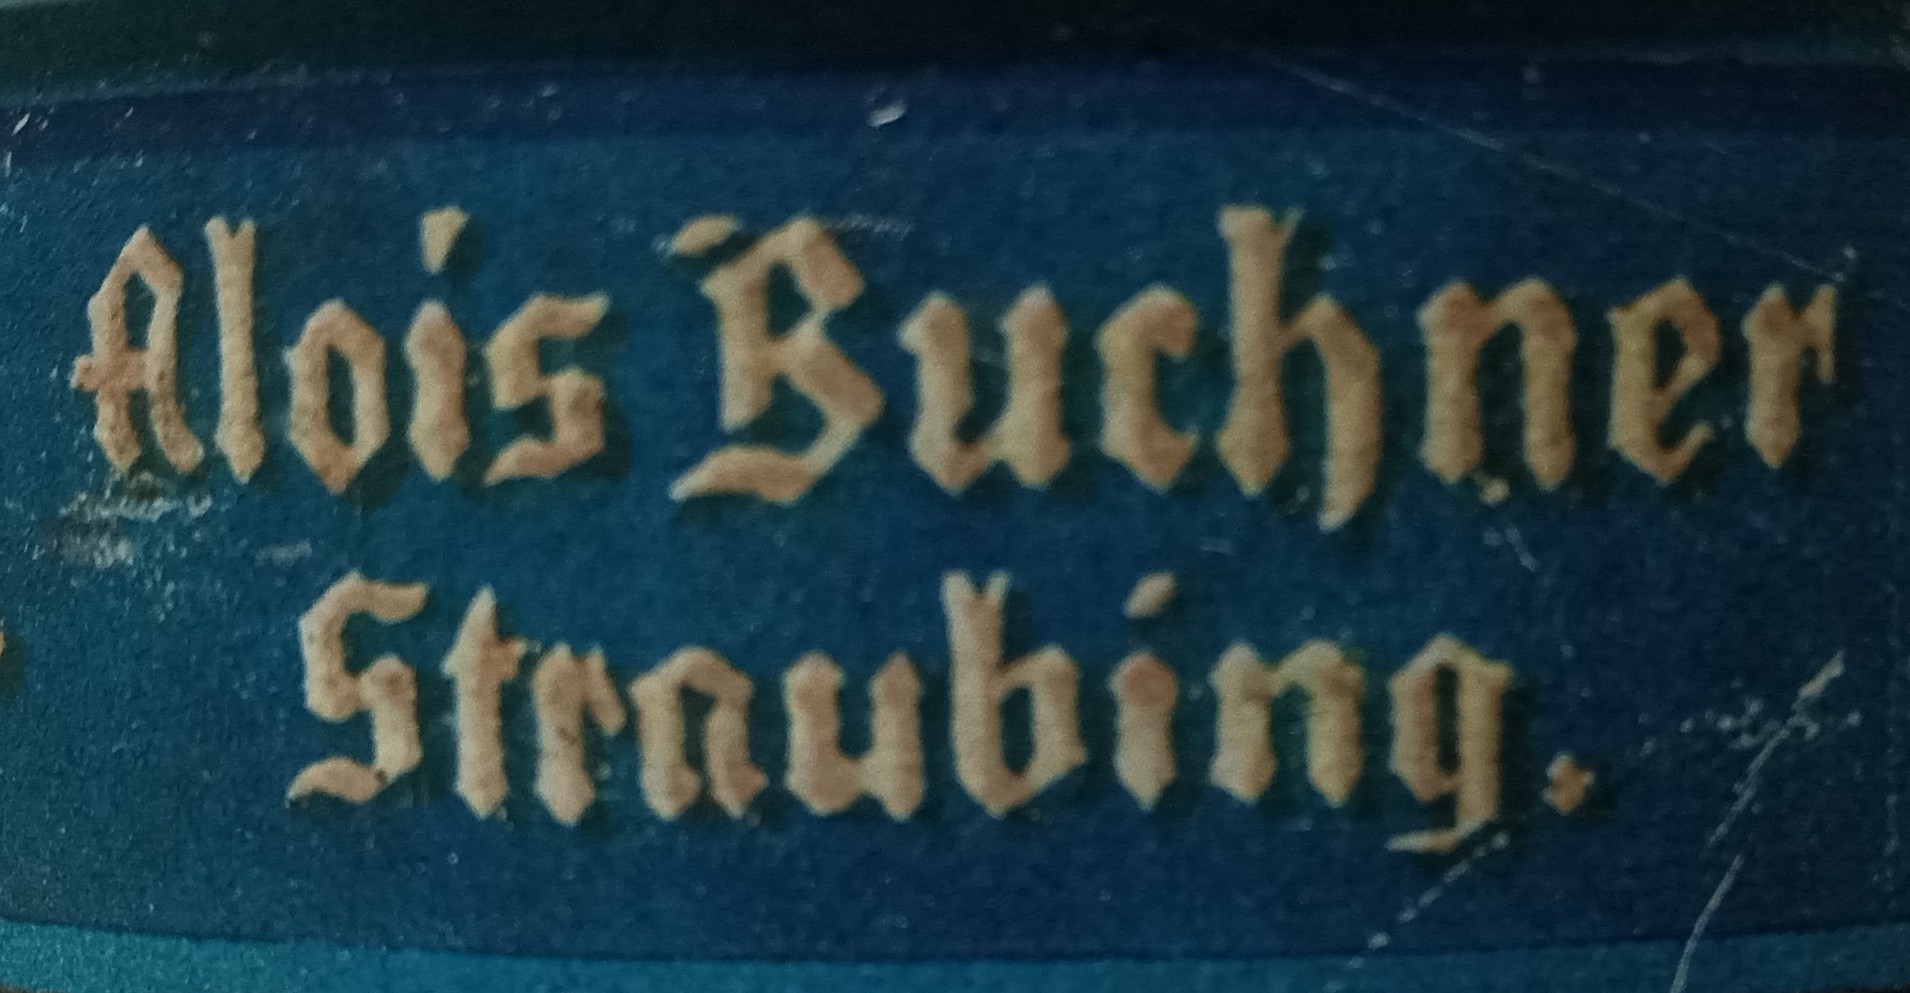 Alois Buchner
Straubing.